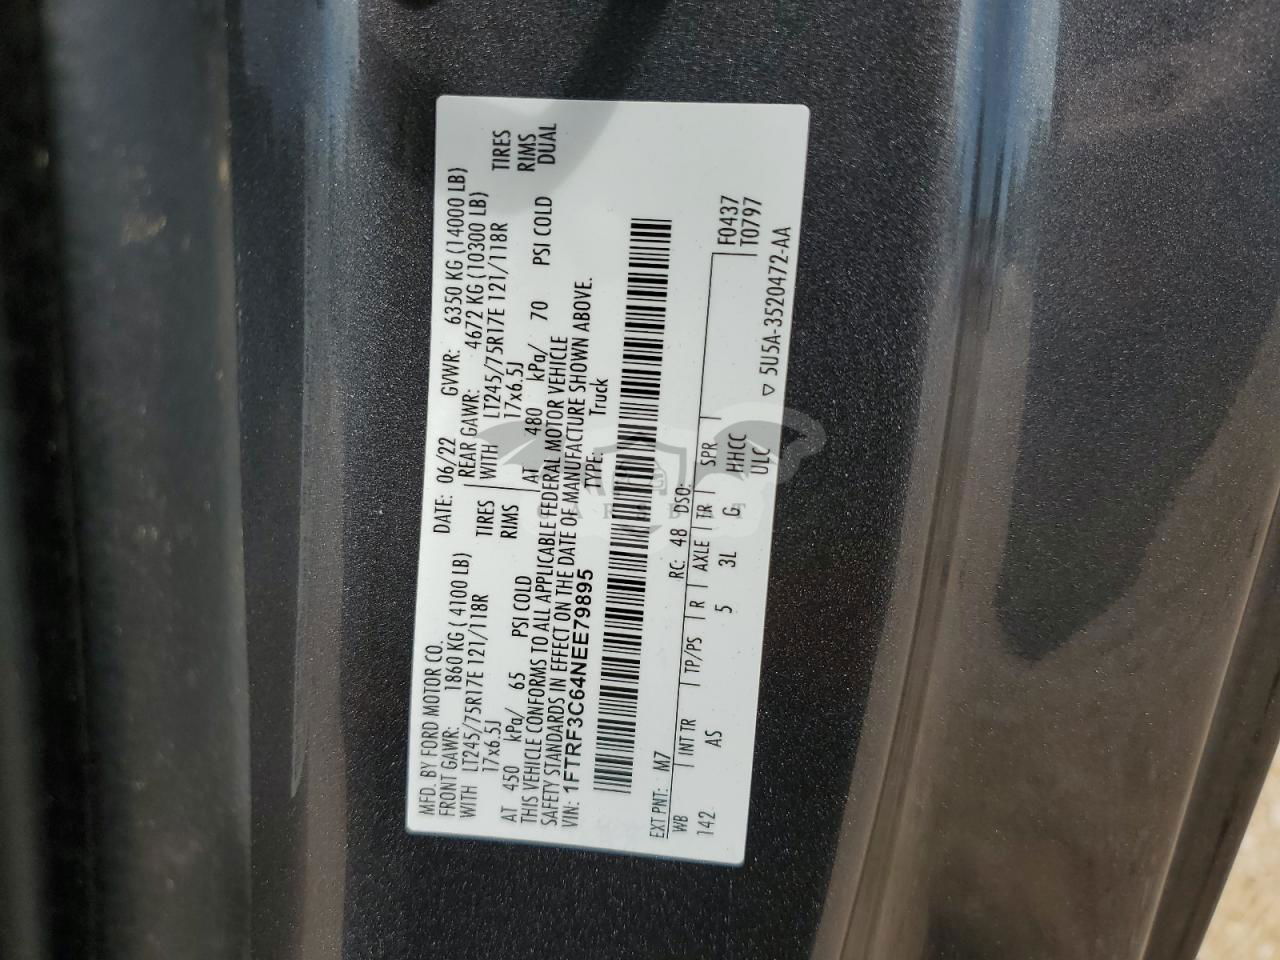 MFD. BY FORD MOTOR CO.
DATE: 06/22 GVWR: 6350 KG (14000 LB)
FRONT GAWR: 1860 KG ( 4100 LB) REAR GAWR: 4672 KG (10300 LB)
WITH LT245/75R17E 121/118R TIRES WITH LT245/75R17E 121/118R TIRES
17x6.5J RIMS 17x6.5J RIMS
AT 450 kPa/ 65 PSI COLD AT 480 kPa/ 70 PSI COLD DUAL
THIS VEHICLE CONFORMS TO ALL APPLICABLE FEDERAL MOTOR VEHICLE
SAFETY STANDARDS IN EFFECT ON THE DATE OF MANUFACTURE SHOWN ABOVE.
VIN: 1FTRF3C64NEE79895 TYPE: Truck
EXT PNT: M7 RC: 48 DSO: F0437
WB INT TR TP/PS R AXLE TR SPR T0797
142 AS 5 3L G HHCC
ULC
▽ 5U5A-3520472-AA